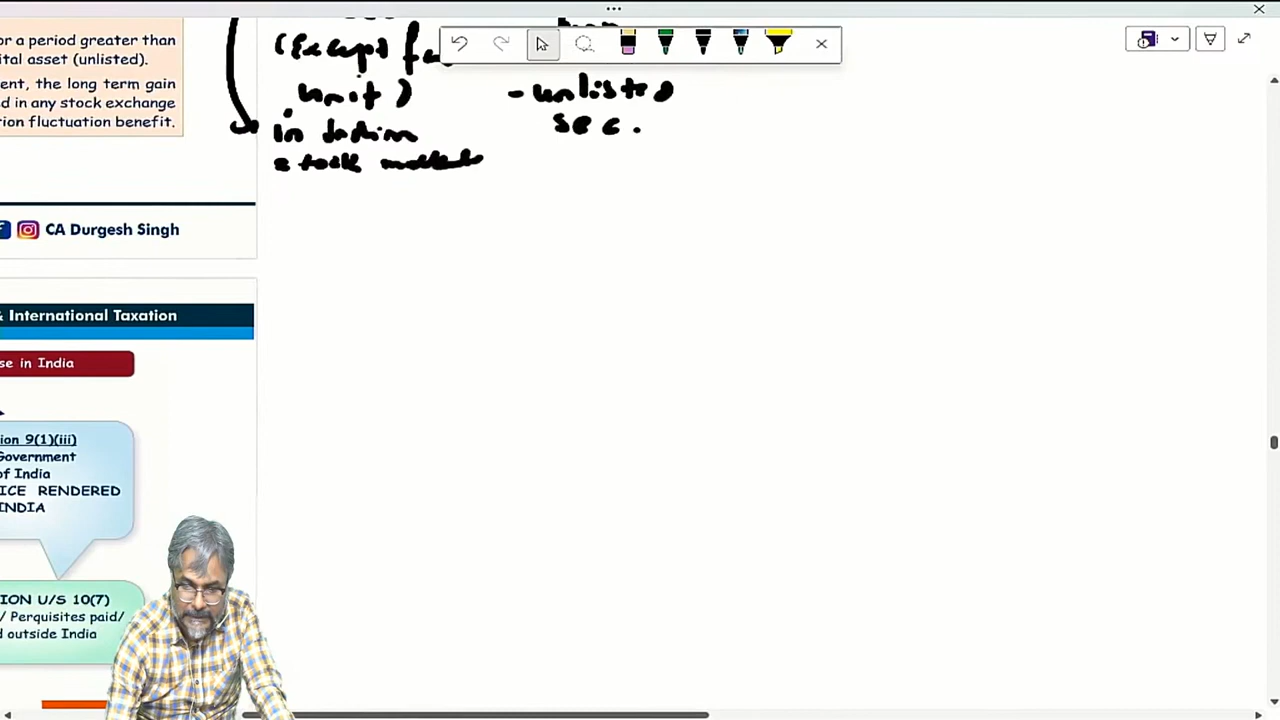 or a period greater than
ital asset (unlisted).
ent, the long term gain
d in any stock exchange
tion fluctuation benefit.
(Except
unit)
in Indian
stock market
- unlisted
sec.
CA Durgesh Singh
& International Taxation
se in India
ion 9(1)(iii)
Government
of India
ICE RENDERED
INDIA
ION U/S 10(7)
/ Perquisites paid/
d outside India